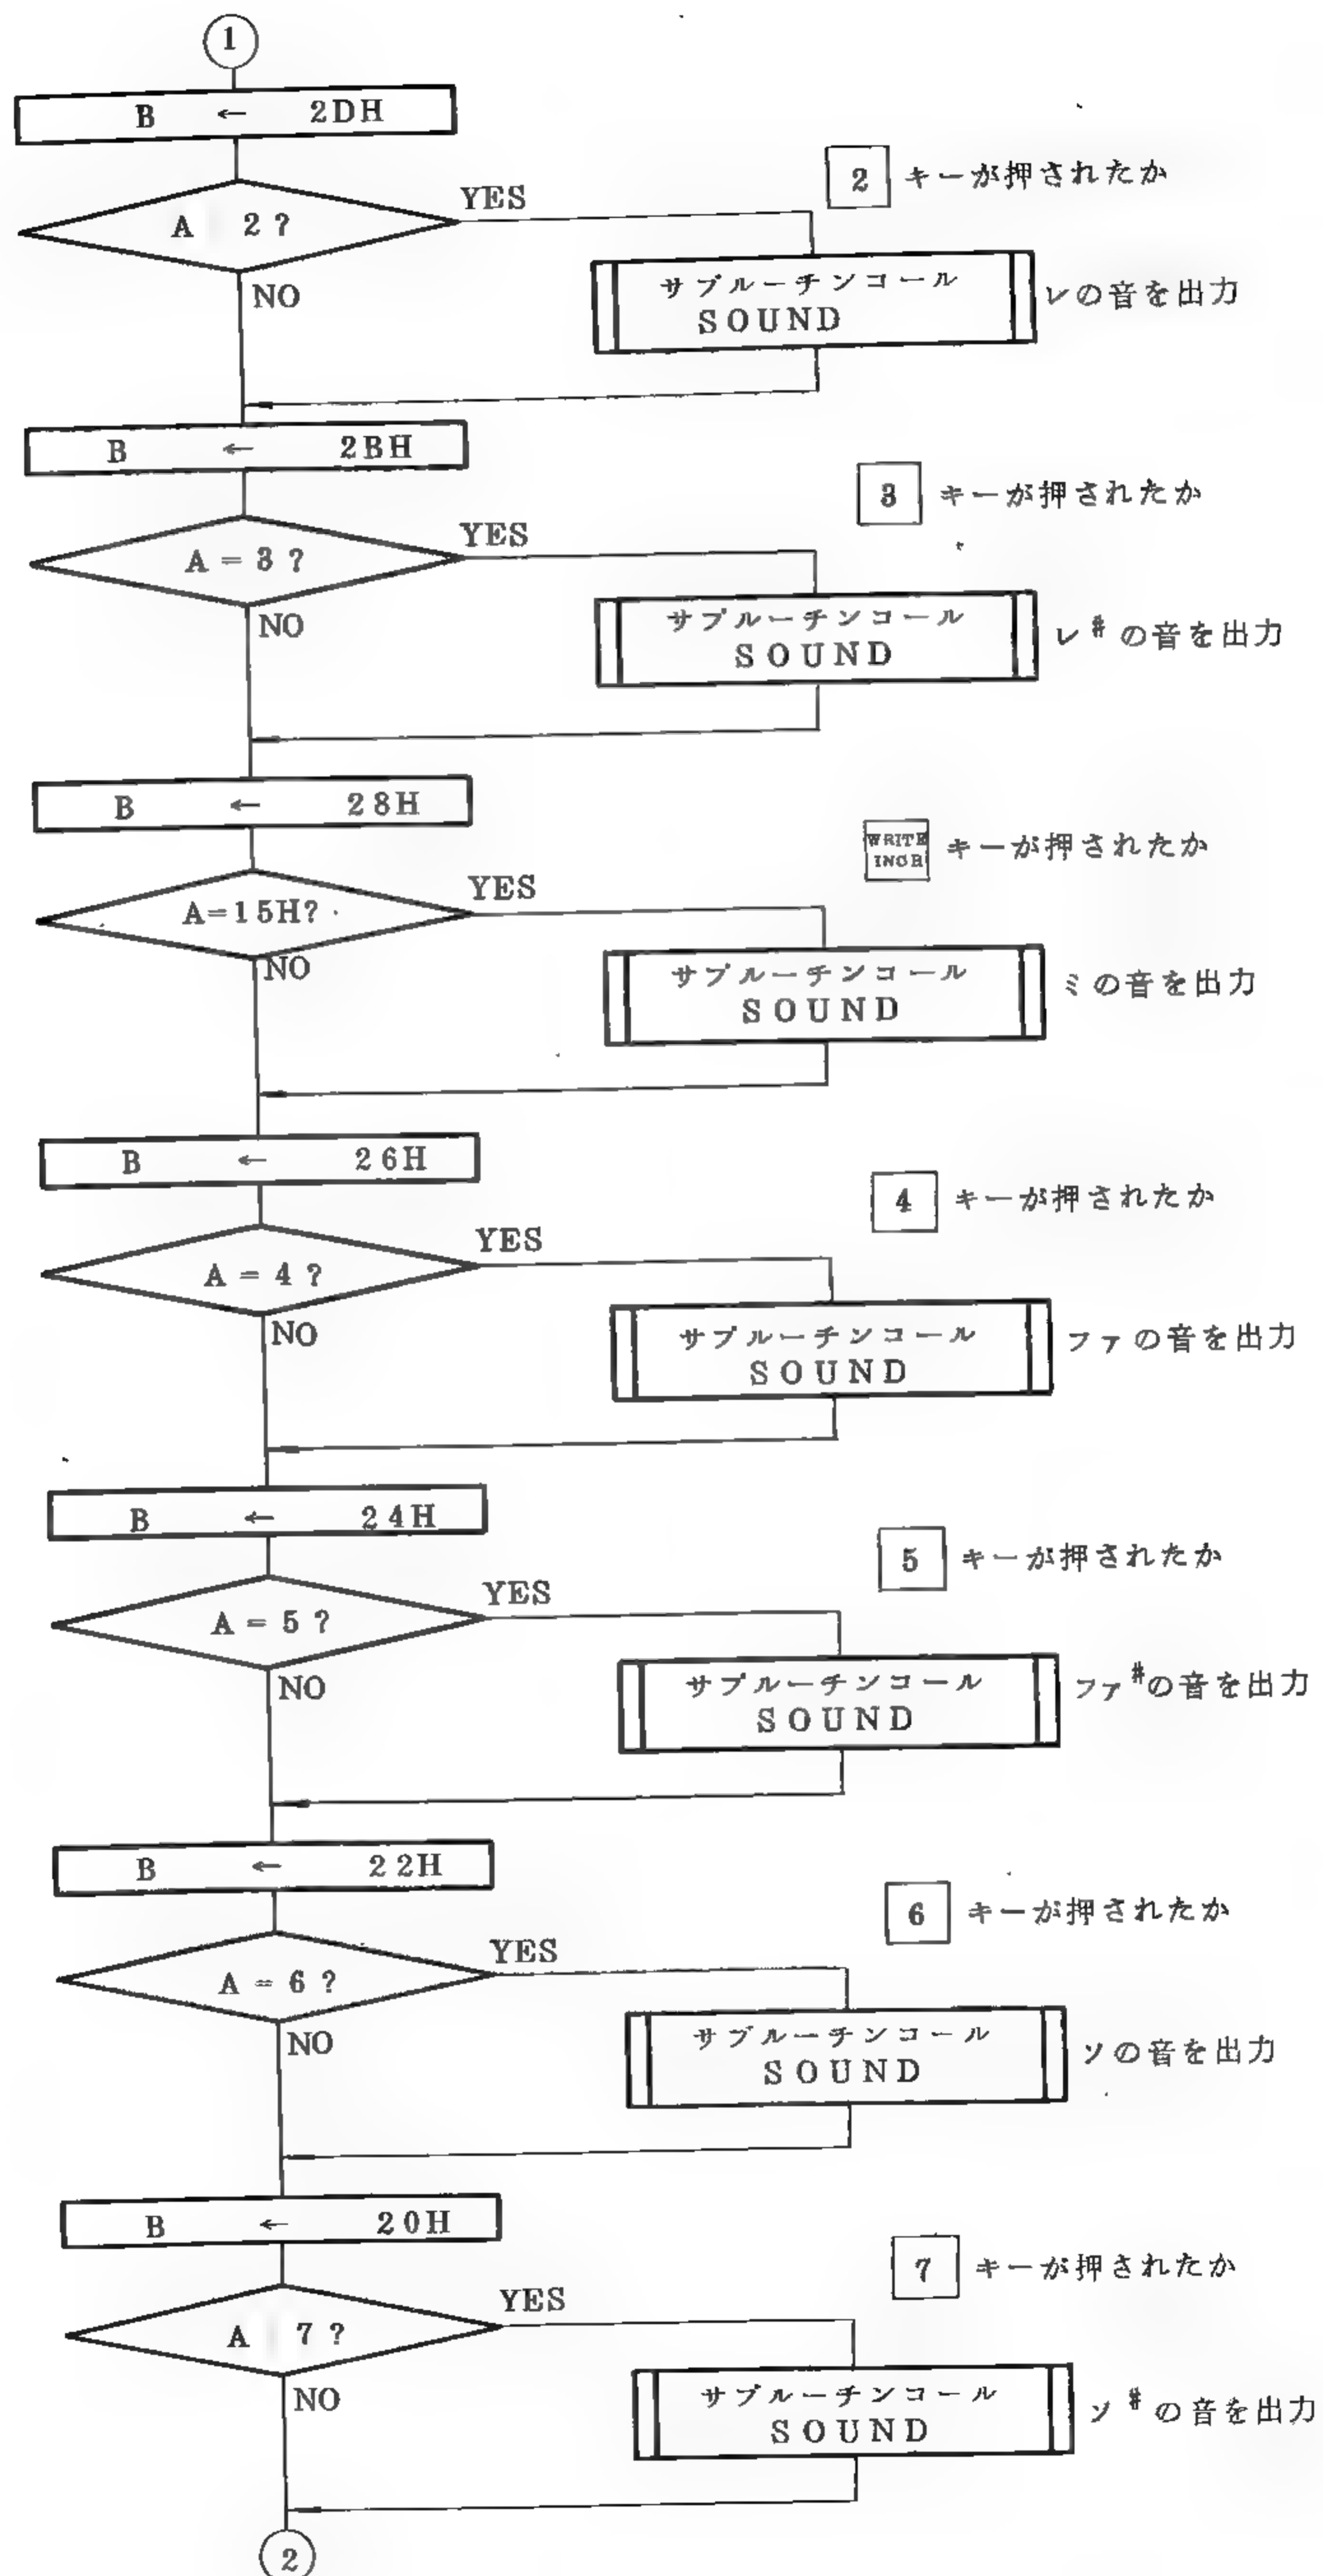 1
B ← 2DH
2 キーが押されたか
A 2 ?
YES
NO
サブルーチンコール
SOUND
レの音を出力
B ← 2BH
3 キーが押されたか
A = 3 ?
YES
NO
サブルーチンコール
SOUND
レ#の音を出力
B ← 28H
WRITE
INCR
キーが押されたか
A=15H?
YES
NO
サブルーチンコール
SOUND
ミの音を出力
B ← 26H
4 キーが押されたか
A = 4 ?
YES
NO
サブルーチンコール
SOUND
ファの音を出力
B ← 24H
5 キーが押されたか
A = 5 ?
YES
NO
サブルーチンコール
SOUND
ファ#の音を出力
B ← 22H
6 キーが押されたか
A = 6 ?
YES
NO
サブルーチンコール
SOUND
ソの音を出力
B ← 20H
7 キーが押されたか
A 7 ?
YES
NO
サブルーチンコール
SOUND
ソ#の音を出力
2